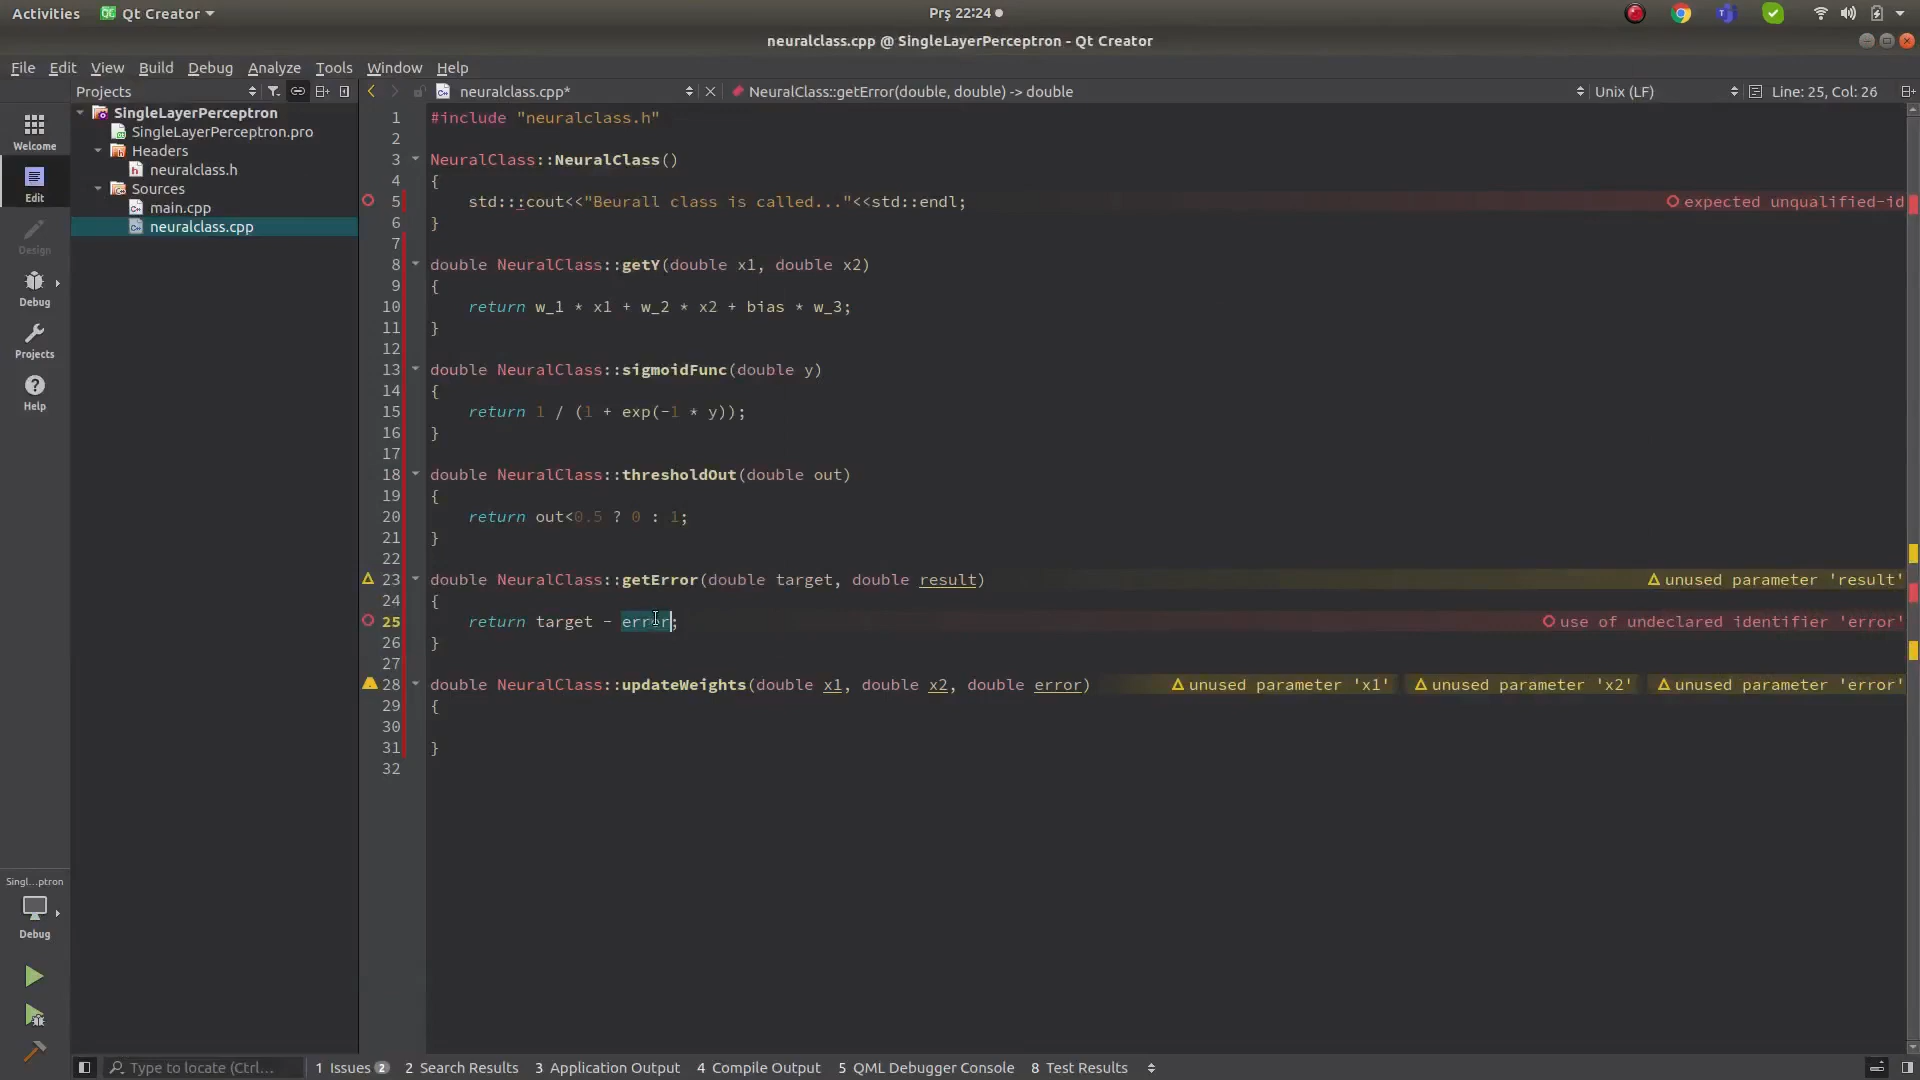 Activities Qt Creator Prş 22:24
neuralclass.cpp @ SingleLayerPerceptron - Qt Creator
File Edit View Build Debug Analyze Tools Window Help
Projects neuralclass.cpp* NeuralClass::getError(double, double) -> double Unix (LF) Line: 25, Col: 26
Welcome
Edit
Design
Debug
Projects
Help
SingleLayerPerceptron
SingleLayerPerceptron.pro
Headers
neuralclass.h
Sources
main.cpp
neuralclass.cpp
1 #include "neuralclass.h"
2
3 NeuralClass::NeuralClass()
4 {
5 std:::cout<<"Beurall class is called..."<<std::endl; expected unqualified-id
6 }
7
8 double NeuralClass::getY(double x1, double x2)
9 {
10 return w_1 * x1 + w_2 * x2 + bias * w_3;
11 }
12
13 double NeuralClass::sigmoidFunc(double y)
14 {
15 return 1 / (1 + exp(-1 * y));
16 }
17
18 double NeuralClass::thresholdOut(double out)
19 {
20 return out<0.5 ? 0 : 1;
21 }
22
23 double NeuralClass::getError(double target, double result) unused parameter 'result'
24 {
25 return target - error; use of undeclared identifier 'error'
26 }
27
28 double NeuralClass::updateWeights(double x1, double x2, double error) unused parameter 'x1' unused parameter 'x2' unused parameter 'error'
29 {
30
31 }
32
Singl...ptron
Debug
Type to locate (Ctrl... 1 Issues 2 2 Search Results 3 Application Output 4 Compile Output 5 QML Debugger Console 8 Test Results